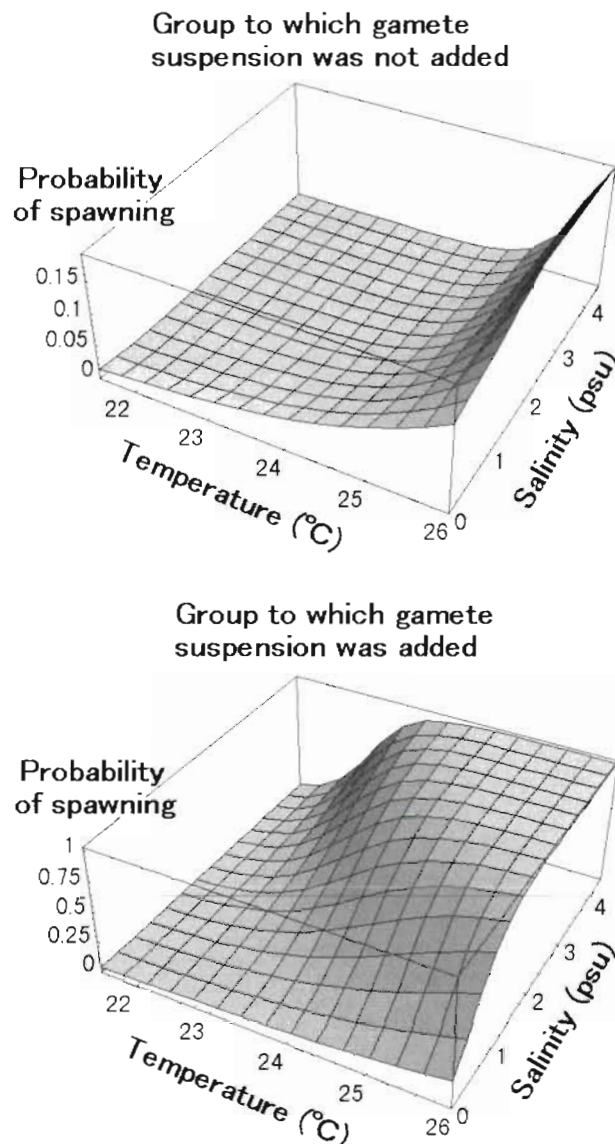 Group to which gamete
suspension was not added
Probability
of spawning
0.15
0.1
0.05
0
22
23
24
25
26
Temperature (°C)
0
1
2
3
4
Salinity (psu)
Group to which gamete
suspension was added
Probability
of spawning
1
0.75
0.5
0.25
0
22
23
24
25
26
Temperature (°C)
0
1
2
3
4
Salinity (psu)